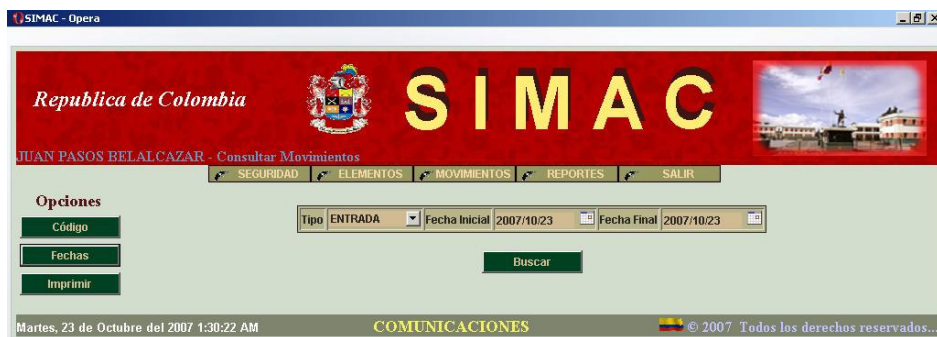 SIMAC - Opera
Republica de Colombia
SIMAC
JUAN PASOS BELALCAZAR - Consultar Movimientos
SEGURIDAD ELEMENTOS MOVIMIENTOS REPORTES SALIR
Opciones
Código
Fechas
Imprimir
Tipo ENTRADA Fecha Inicial 2007/10/23 Fecha Final 2007/10/23
Buscar
Martes, 23 de Octubre del 2007 1:30:22 AM COMUNICACIONES © 2007 Todos los derechos reservados...